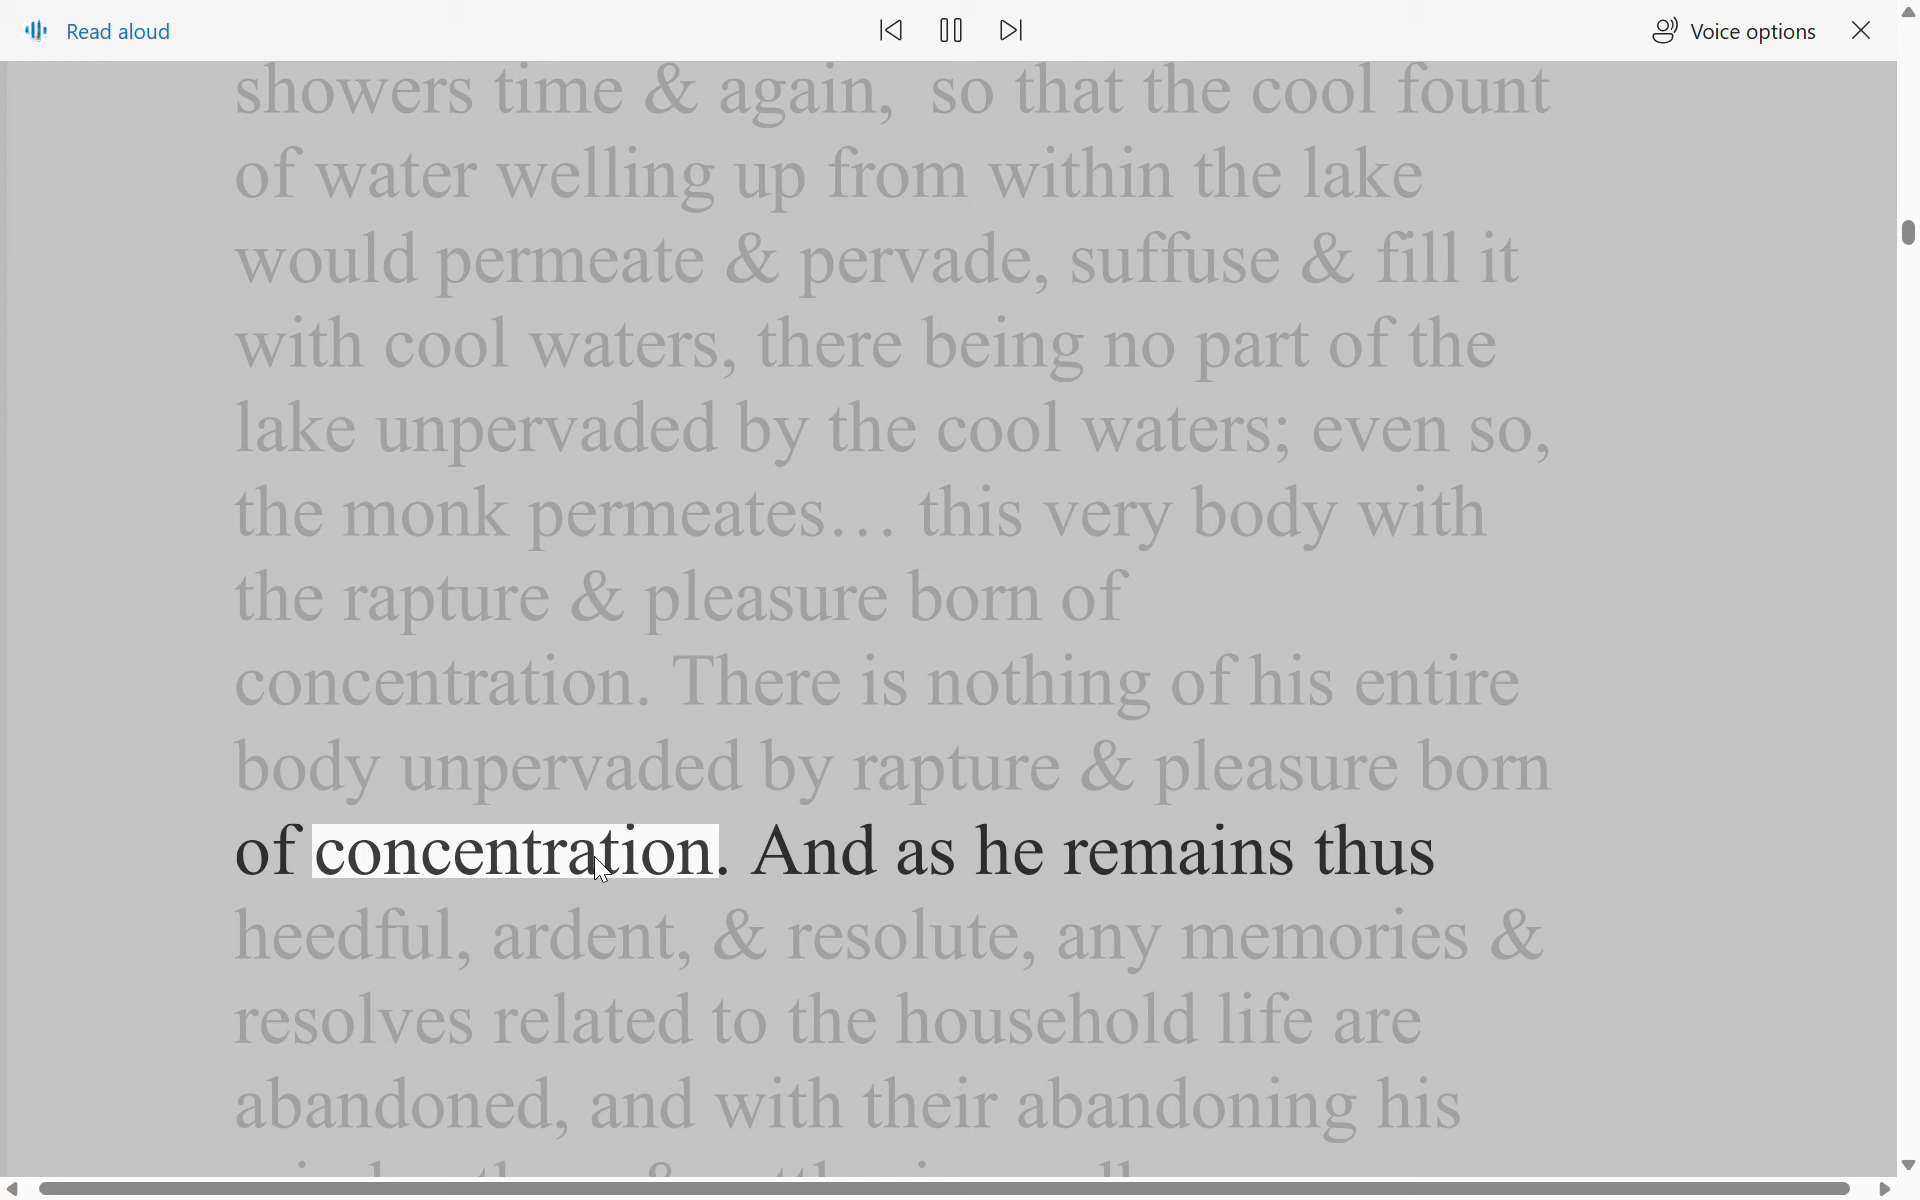 Read aloud
Voice options
showers time & again, so that the cool fount
of water welling up from within the lake
would permeate & pervade, suffuse & fill it
with cool waters, there being no part of the
lake unpervaded by the cool waters; even so,
the monk permeates... this very body with
the rapture & pleasure born of
concentration. There is nothing of his entire
body unpervaded by rapture & pleasure born
of concentration. And as he remains thus
heedful, ardent, & resolute, any memories &
resolves related to the household life are
abandoned, and with their abandoning his